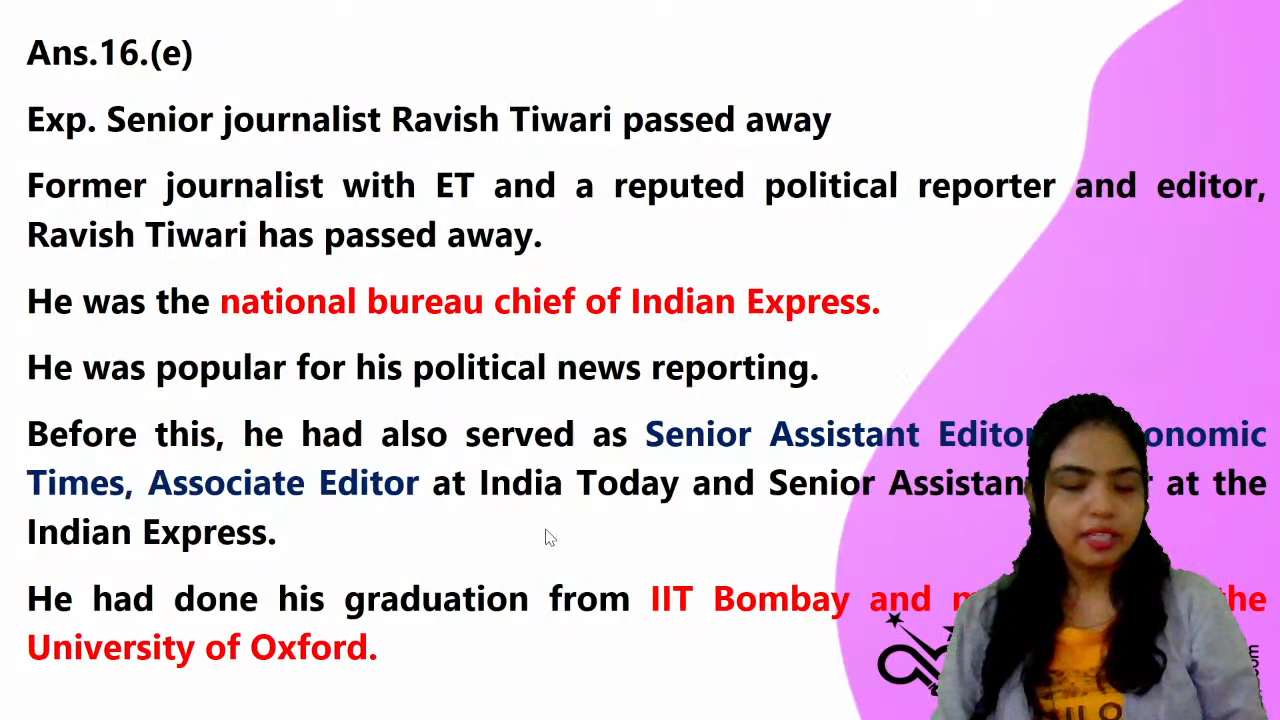 Ans.16.(e)
Exp. Senior journalist Ravish Tiwari passed away
Former journalist with ET and a reputed political reporter and editor,
Ravish Tiwari has passed away.
He was the national bureau chief of Indian Express.
He was popular for his political news reporting.
Before this, he had also served as Senior Assistant
Times, Associate Editor at India Today and Senior at the
Indian Express.
He had done his graduation from IIT Bombay and the
University of Oxford.